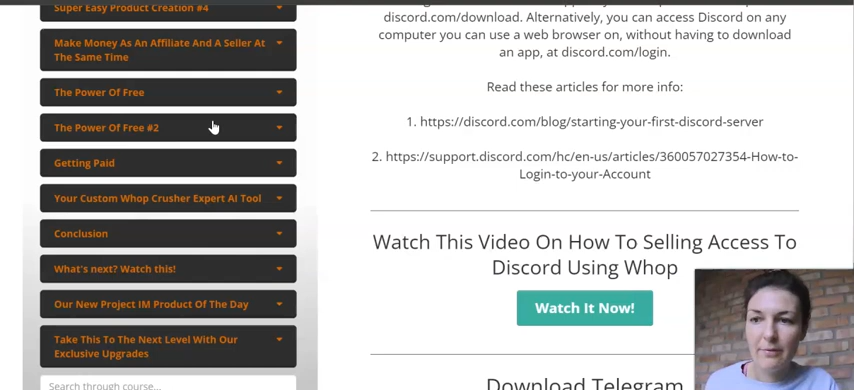 Super Easy Product Creation #4
Make Money As An Affiliate And A Seller At
The Same Time
The Power Of Free
The Power Of Free #2
Getting Paid
Your Custom Whop Crusher Expert AI Tool
Conclusion
What's next? Watch this!
Our New Project IM Product Of The Day
Take This To The Next Level With Our
Exclusive Upgrades
Search through course...
discord.com/download. Alternatively, you can access Discord on any
computer you can use a web browser on, without having to download
an app, at discord.com/login.
Read these articles for more info:
1. https://discord.com/blog/starting-your-first-discord-server
2. https://support.discord.com/hc/en-us/articles/360057027354-How-to-
Login-to-your-Account
Watch This Video On How To Selling Access To
Discord Using Whop
Watch It Now!
Download Telegram